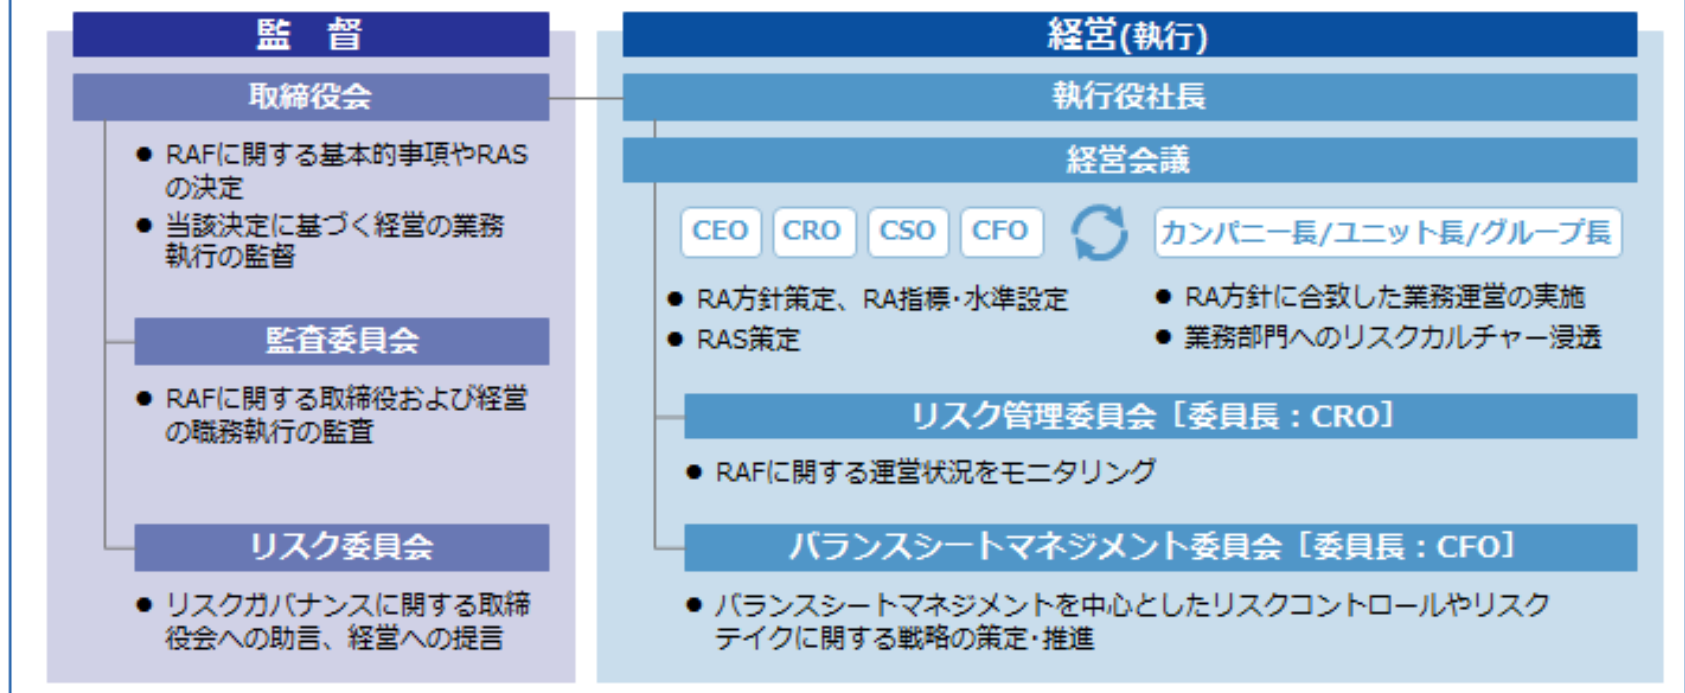 監 督
取締役会
● RAFに関する基本的事項やRAS
の決定
● 当該決定に基づく経営の業務
執行の監督
監査委員会
● RAFに関する取締役および経営
の職務執行の監査
リスク委員会
● リスクガバナンスに関する取締
役会への助言、経営への提言
経営(執行)
執行役社長
経営会議
CEO CRO CSO CFO カンパニー長/ユニット長/グループ長
● RA方針策定、RA指標･水準設定
● RAS策定
● RA方針に合致した業務運営の実施
● 業務部門へのリスクカルチャー浸透
リスク管理委員会［委員長：CRO］
● RAFに関する運営状況をモニタリング
バランスシートマネジメント委員会［委員長：CFO］
● バランスシートマネジメントを中心としたリスクコントロールやリスク
テイクに関する戦略の策定･推進